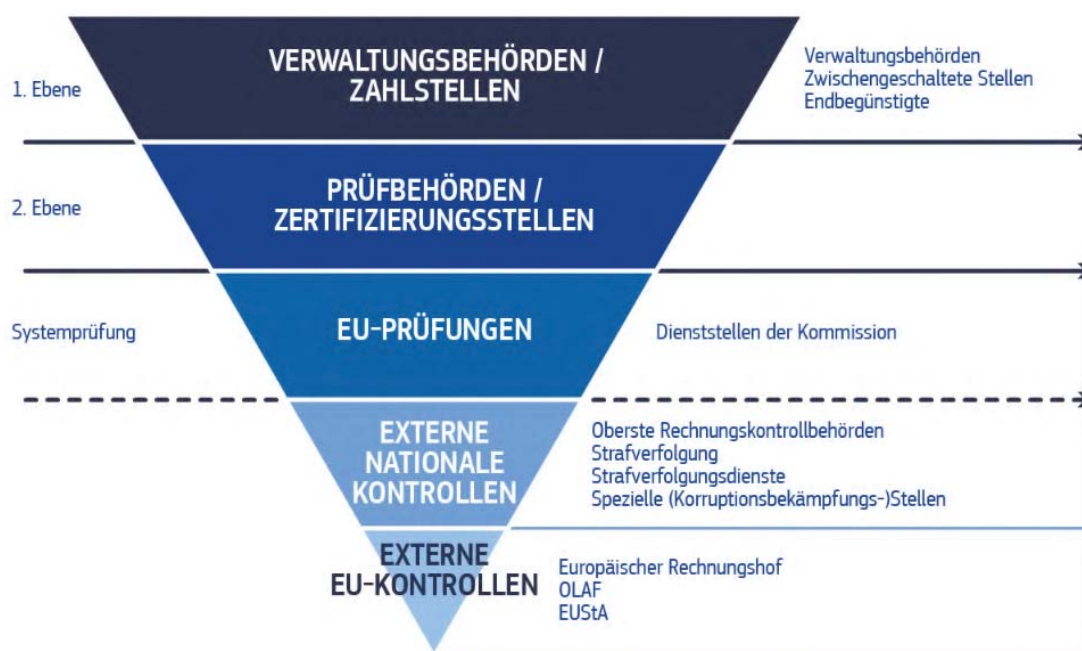 VERWALTUNGSBEHÖRDEN /
ZAHLSTELLEN
1. Ebene
Verwaltungsbehörden
Zwischengeschaltete Stellen
Endbegünstigte
PRÜFBEHÖRDEN /
ZERTIFIZIERUNGSSTELLEN
2. Ebene
Systemprüfung
EU-PRÜFUNGEN
Dienststellen der Kommission
EXTERNE
NATIONALE
KONTROLLEN
Oberste Rechnungskontrollbehörden
Strafverfolgung
Strafverfolgungsdienste
Spezielle (Korruptionsbekämpfungs-)Stellen
EXTERNE
EU-KONTROLLEN
Europäischer Rechnungshof
OLAF
EUStA